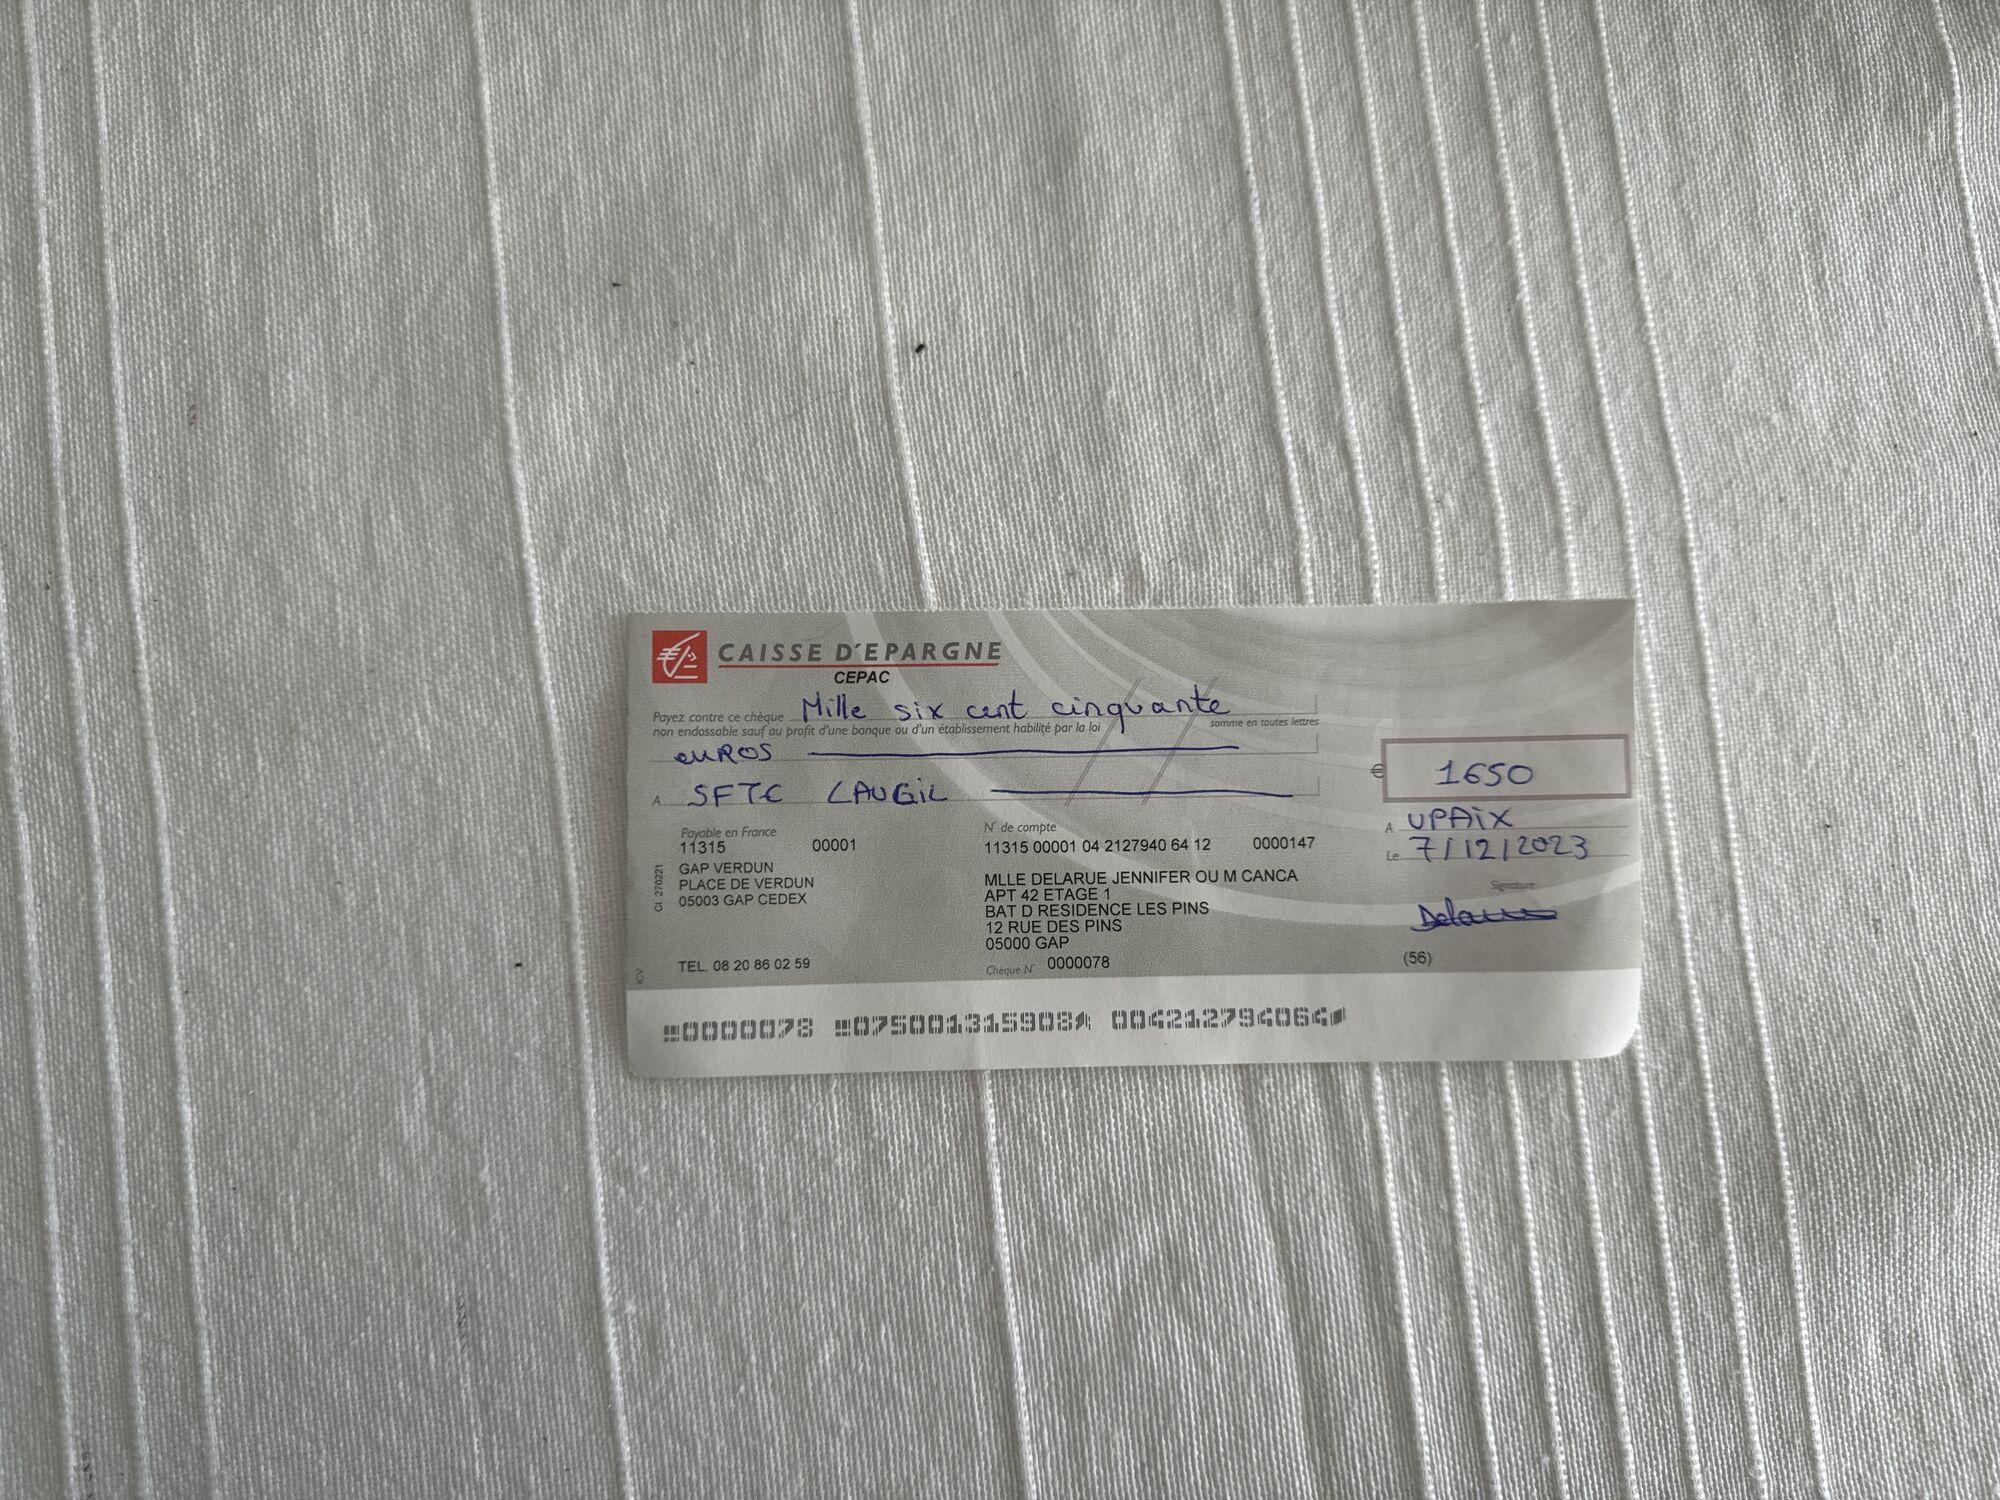 CAISSE D'EPARGNE
CEPAC
Payez contre ce chèque Mille six cent cinquante
non endossable sauf au profit d'une banque ou d'un établissement habilité par la loi somme en toutes lettres
euros
€ 1650
A SFTC LAUGIL
A UPAIX
Le 7/12/2023
Payable en France
11315 00001
N° de compte
11315 00001 04 2127940 64 12 0000147
GAP VERDUN
PLACE DE VERDUN
05003 GAP CEDEX
CI 270221
MLLE DELARUE JENNIFER OU M CANCA
APT 42 ETAGE 1
BAT D RESIDENCE LES PINS
12 RUE DES PINS
05000 GAP
Signature
TEL. 08 20 86 02 59
Chèque N° 0000078
(56)
0000078 075001315908 004212794064